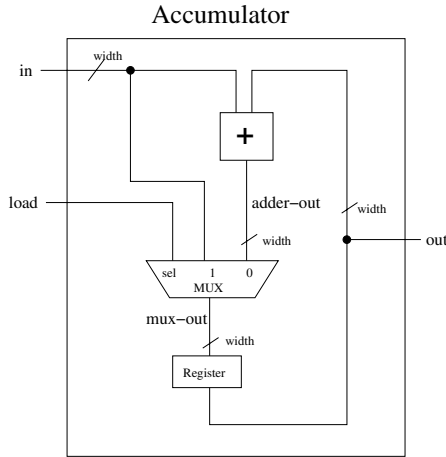 Accumulator
width
in
+
load
adder-out
width
width
out
sel 1 0
MUX
mux-out
width
Register